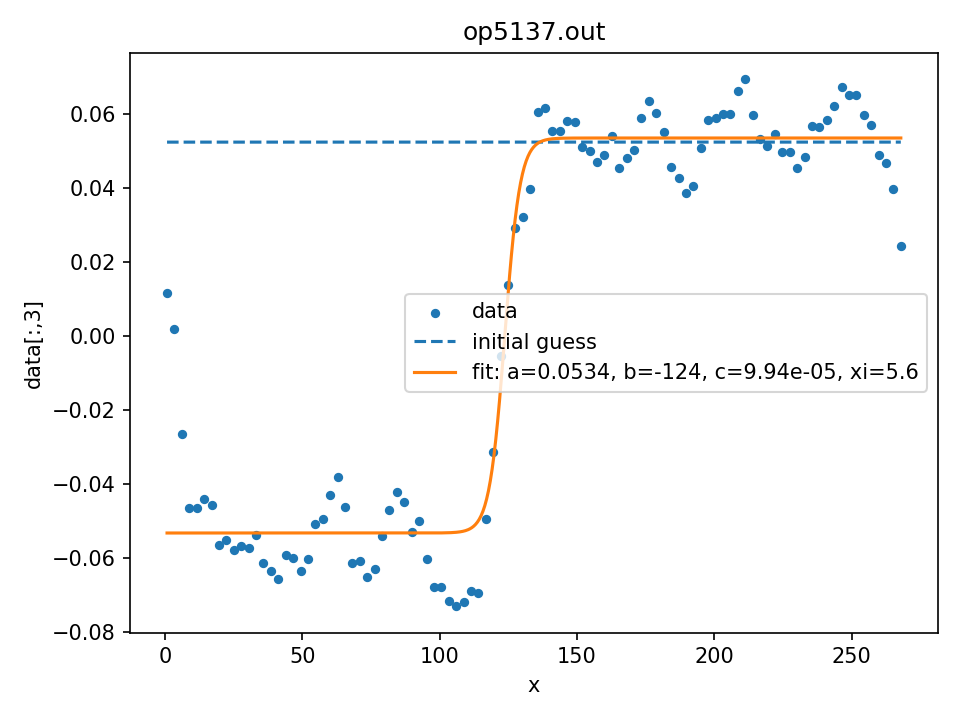 op5137.out
0.06
0.04
0.02
0.00
−0.02
−0.04
−0.06
−0.08
data[:,3]
data
initial guess
fit: a=0.0534, b=-124, c=9.94e-05, xi=5.6
0 50 100 150 200 250
x